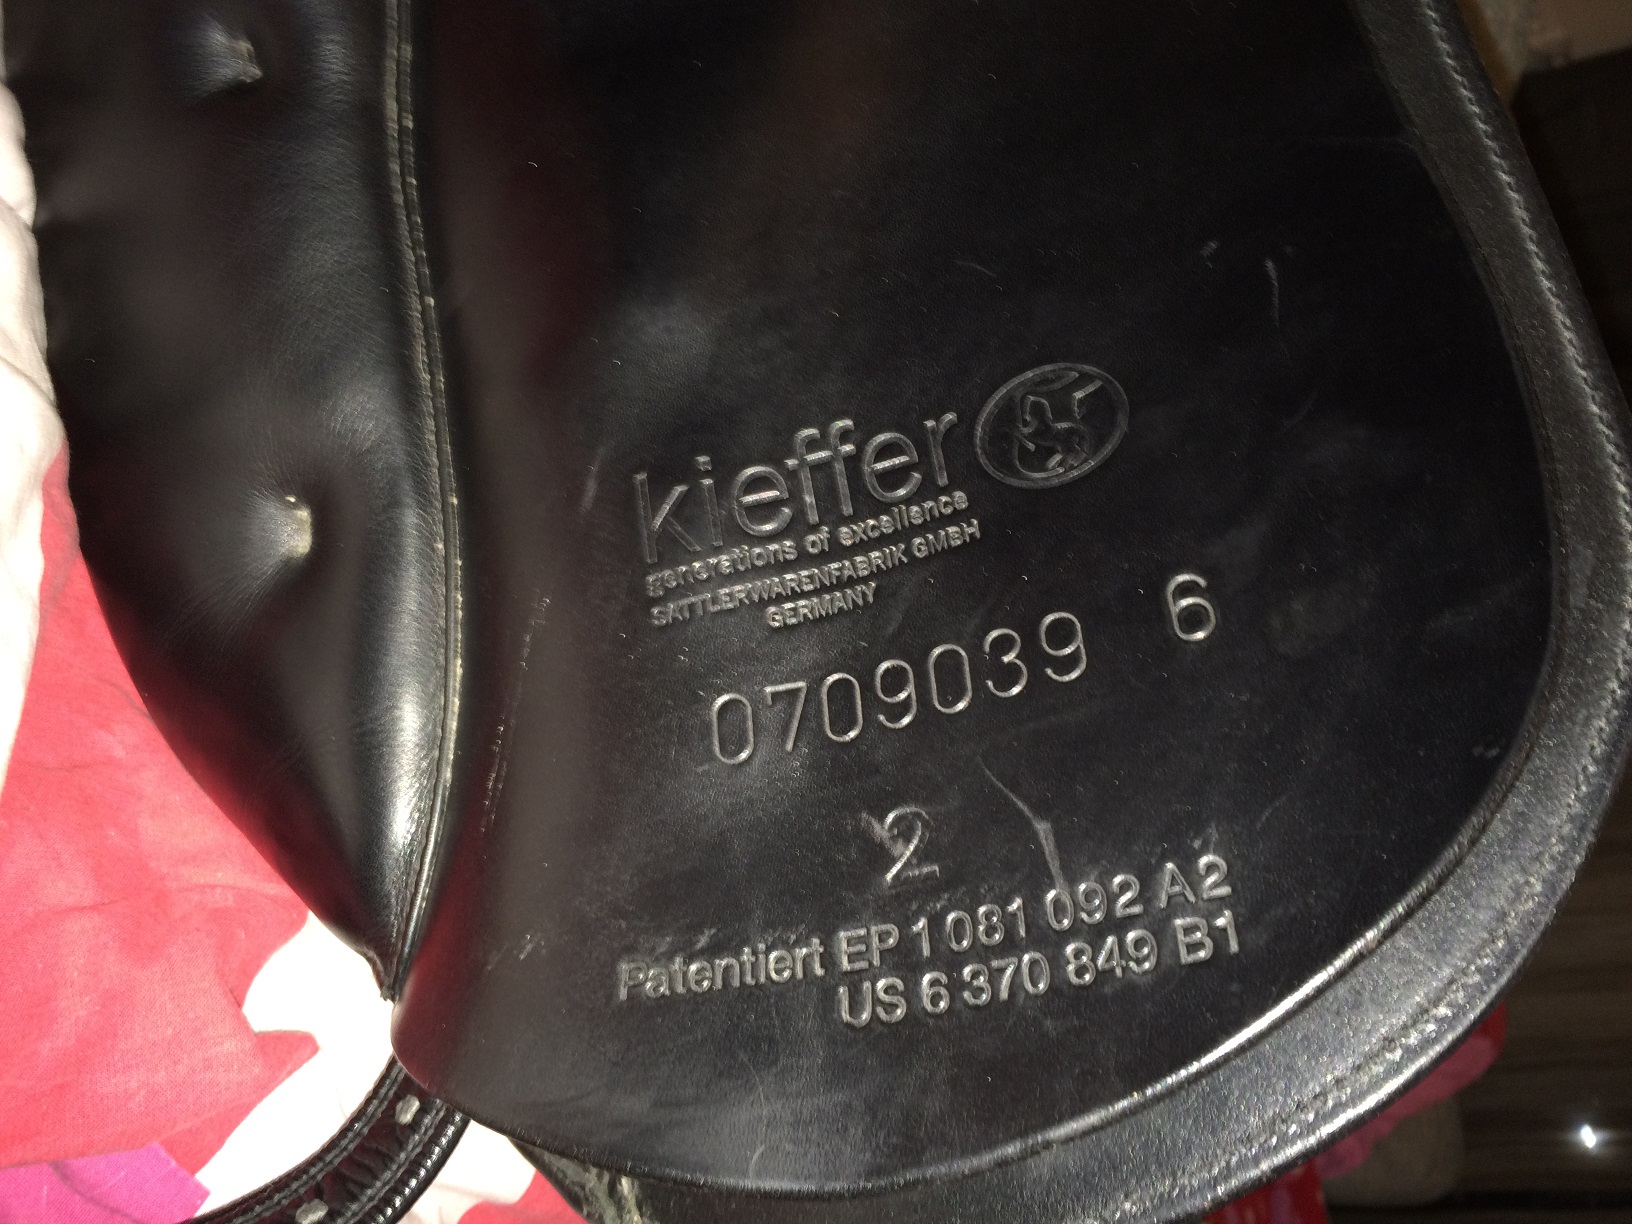 kieffer
generations of excellence
SATTLERWARENFABRIK GMBH
GERMANY
0709039 6
2
Patentiert EP 1 081 092 A2
US 6 370 849 B1